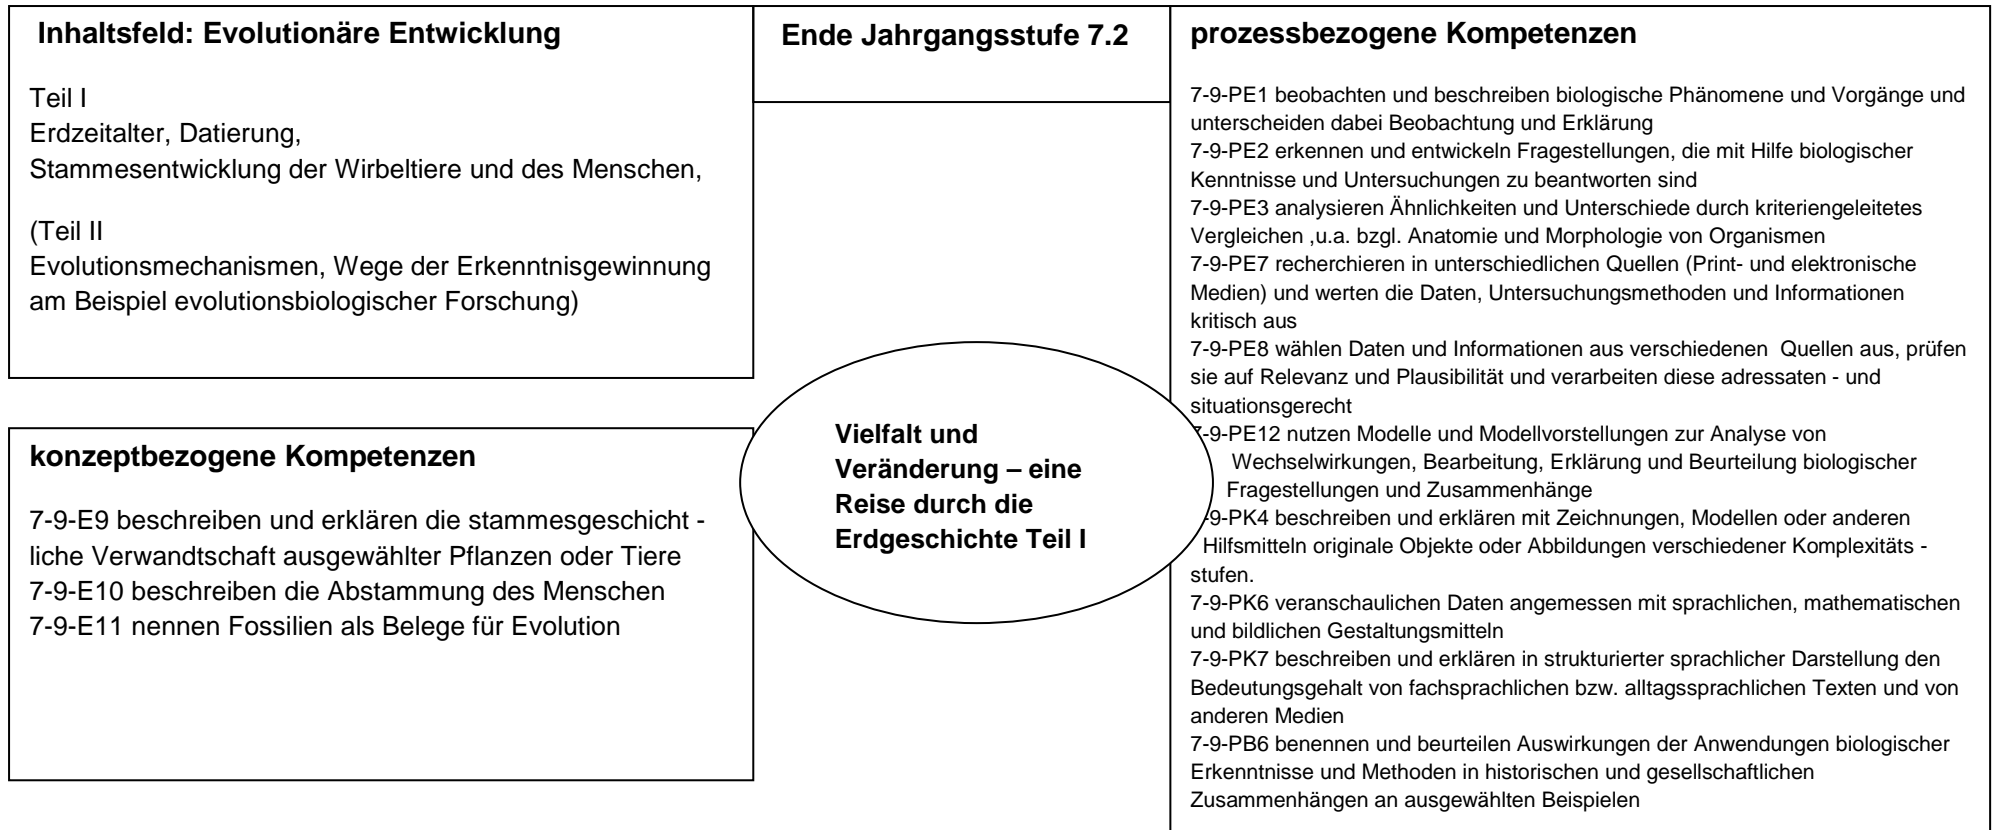 Inhaltsfeld: Evolutionäre Entwicklung
Teil I
Erdzeitalter, Datierung,
Stammesentwicklung der Wirbeltiere und des Menschen,
(Teil II
Evolutionsmechanismen, Wege der Erkenntnisgewinnung
am Beispiel evolutionsbiologischer Forschung)
Ende Jahrgangsstufe 7.2
konzeptbezogene Kompetenzen
7-9-E9 beschreiben und erklären die stammesgeschicht -
liche Verwandtschaft ausgewählter Pflanzen oder Tiere
7-9-E10 beschreiben die Abstammung des Menschen
7-9-E11 nennen Fossilien als Belege für Evolution
Vielfalt und
Veränderung – eine
Reise durch die
Erdgeschichte Teil I
prozessbezogene Kompetenzen
7-9-PE1 beobachten und beschreiben biologische Phänomene und Vorgänge und
unterscheiden dabei Beobachtung und Erklärung
7-9-PE2 erkennen und entwickeln Fragestellungen, die mit Hilfe biologischer
Kenntnisse und Untersuchungen zu beantworten sind
7-9-PE3 analysieren Ähnlichkeiten und Unterschiede durch kriteriengeleitetes
Vergleichen ,u.a. bzgl. Anatomie und Morphologie von Organismen
7-9-PE7 recherchieren in unterschiedlichen Quellen (Print- und elektronische
Medien) und werten die Daten, Untersuchungsmethoden und Informationen
kritisch aus
7-9-PE8 wählen Daten und Informationen aus verschiedenen Quellen aus, prüfen
sie auf Relevanz und Plausibilität und verarbeiten diese adressaten - und
situationsgerecht
7-9-PE12 nutzen Modelle und Modellvorstellungen zur Analyse von
Wechselwirkungen, Bearbeitung, Erklärung und Beurteilung biologischer
Fragestellungen und Zusammenhänge
-9-PK4 beschreiben und erklären mit Zeichnungen, Modellen oder anderen
Hilfsmitteln originale Objekte oder Abbildungen verschiedener Komplexitäts -
stufen.
7-9-PK6 veranschaulichen Daten angemessen mit sprachlichen, mathematischen
und bildlichen Gestaltungsmitteln
7-9-PK7 beschreiben und erklären in strukturierter sprachlicher Darstellung den
Bedeutungsgehalt von fachsprachlichen bzw. alltagssprachlichen Texten und von
anderen Medien
7-9-PB6 benennen und beurteilen Auswirkungen der Anwendungen biologischer
Erkenntnisse und Methoden in historischen und gesellschaftlichen
Zusammenhängen an ausgewählten Beispielen